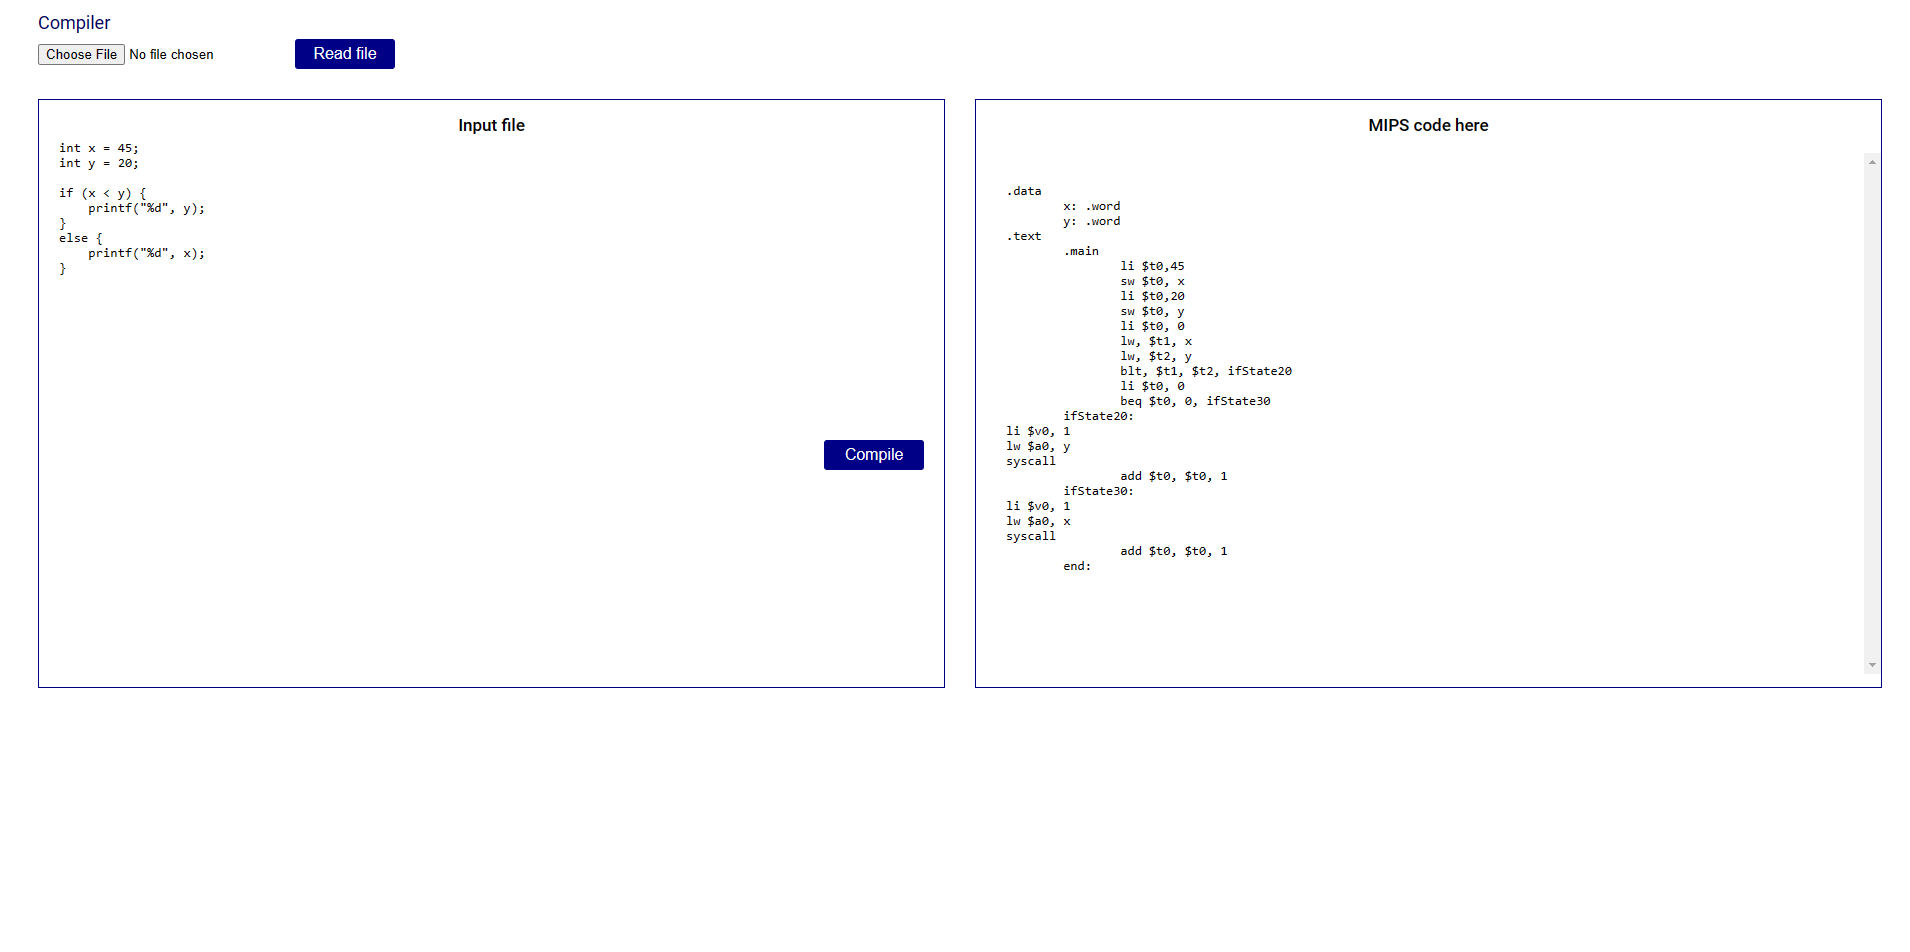 Compiler
Choose File No file chosen
Read file
Input file
int x = 45;
int y = 20;
if (x < y) {
    printf("%d", y);
}
else {
    printf("%d", x);
}
Compile
MIPS code here
.data
        x: .word
        y: .word
.text
        .main
                li $t0,45
                sw $t0, x
                li $t0,20
                sw $t0, y
                li $t0, 0
                lw, $t1, x
                lw, $t2, y
                blt, $t1, $t2, ifState20
                li $t0, 0
                beq $t0, 0, ifState30
        ifState20:
li $v0, 1
lw $a0, y
syscall
                add $t0, $t0, 1
        ifState30:
li $v0, 1
lw $a0, x
syscall
                add $t0, $t0, 1
        end: